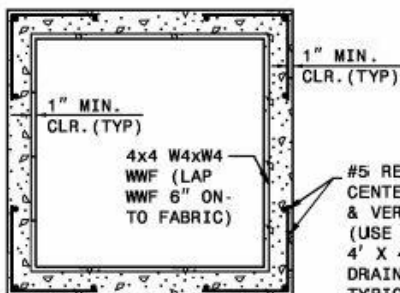 1" MIN.
CLR.(TYP)
1" MIN.
CLR.(TYP)
4x4 W4xW4
WWF (LAP
WWF 6" ON-
TO FABRIC)
#5
CENTE
& VER
(USE
4' X 4
DRAIN